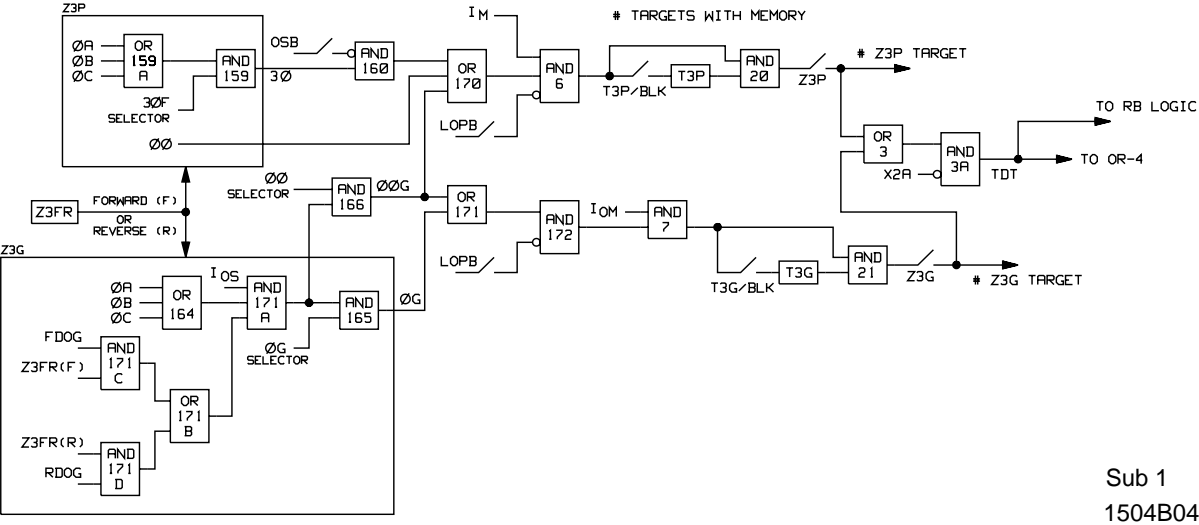 Z3P
ØA
ØB
ØC
OR
159
A
AND
159
3ØF
SELECTOR
ØØ
3Ø
OSB
AND
160
OR
170
I M
LOPB
AND
6
# TARGETS WITH MEMORY
T3P/BLK
T3P
AND
20
Z3P
# Z3P TARGET
OR
3
X2A
AND
3A
TDT
TO RB LOGIC
TO OR-4
Z3FR
FORWARD (F)
OR
REVERSE (R)
ØØ
SELECTOR
AND
166
ØØG
OR
171
LOPB
AND
172
I OM
AND
7
T3G/BLK
T3G
AND
21
Z3G
# Z3G TARGET
Z3G
ØA
ØB
ØC
OR
164
I OS
AND
171
A
AND
165
ØG
ØG
SELECTOR
FDOG
Z3FR(F)
AND
171
C
OR
171
B
Z3FR(R)
RDOG
AND
171
D
Sub 1
1504B04